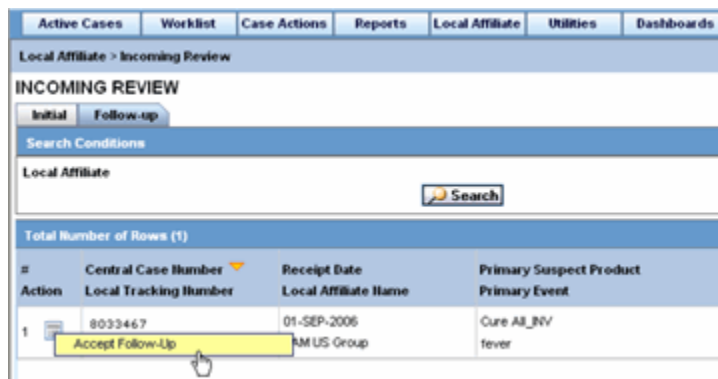 Active Cases Worklist Case Actions Reports Local Affiliate Utilities Dashboards
Local Affiliate > Incoming Review
INCOMING REVIEW
Initial Follow-up
Search Conditions
Local Affiliate
Search
Total Number of Rows (1)
# Central Case Number Receipt Date Primary Suspect Product
Action Local Tracking Number Local Affiliate Name Primary Event
1 8033467 01-SEP-2006 Cure All_INV
Accept Follow-Up US Group fever